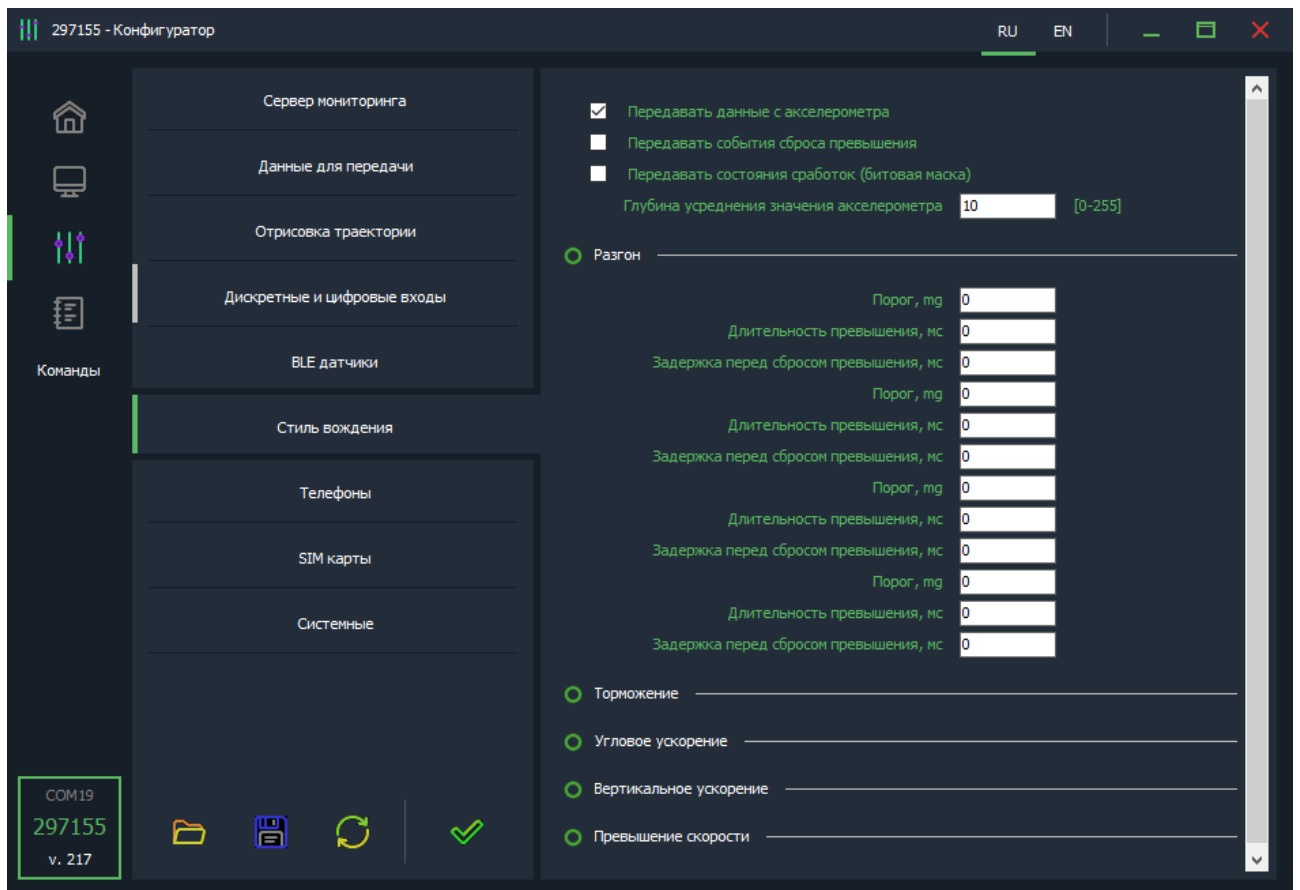 297155 - Конфигуратор
RU
EN
Команды
COM19
297155
v. 217
Сервер мониторинга
Данные для передачи
Отрисовка траектории
Дискретные и цифровые входы
BLE датчики
Стиль вождения
Телефоны
SIM карты
Системные
Передавать данные с акселерометра
Передавать события сброса превышения
Передавать состояния сработок (битовая маска)
Глубина усреднения значения акселерометра 10 [0-255]
Разгон
Порог, mg 0
Длительность превышения, мс 0
Задержка перед сбросом превышения, мс 0
Порог, mg 0
Длительность превышения, мс 0
Задержка перед сбросом превышения, мс 0
Порог, mg 0
Длительность превышения, мс 0
Задержка перед сбросом превышения, мс 0
Порог, mg 0
Длительность превышения, мс 0
Задержка перед сбросом превышения, мс 0
Торможение
Угловое ускорение
Вертикальное ускорение
Превышение скорости